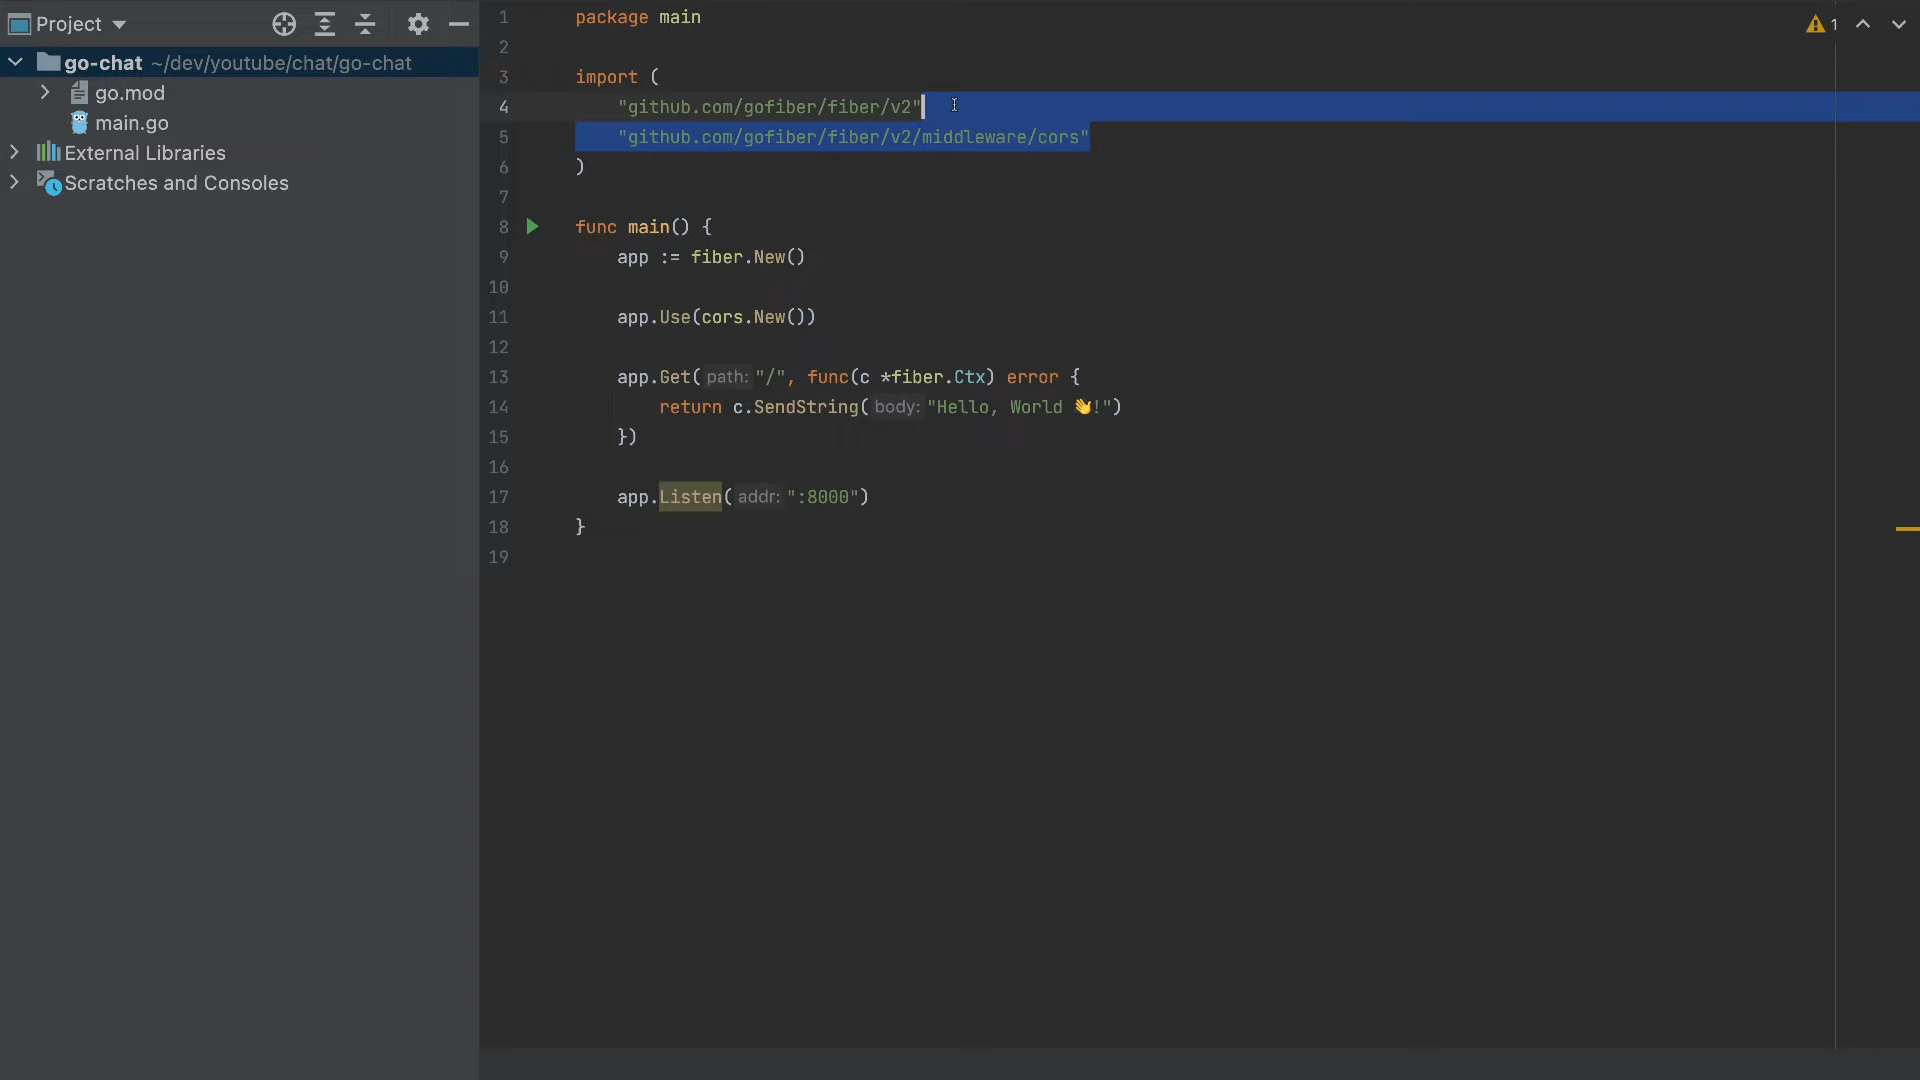 Project
go-chat ~/dev/youtube/chat/go-chat
go.mod
main.go
External Libraries
Scratches and Consoles
1
1 package main
2
3 import (
4 "github.com/gofiber/fiber/v2"
5 "github.com/gofiber/fiber/v2/middleware/cors"
6 )
7
8 func main() {
9 app := fiber.New()
10
11 app.Use(cors.New())
12
13 app.Get( path: "/", func(c *fiber.Ctx) error {
14 return c.SendString( body: "Hello, World 👋!")
15 })
16
17 app.Listen( addr: ":8000")
18 }
19